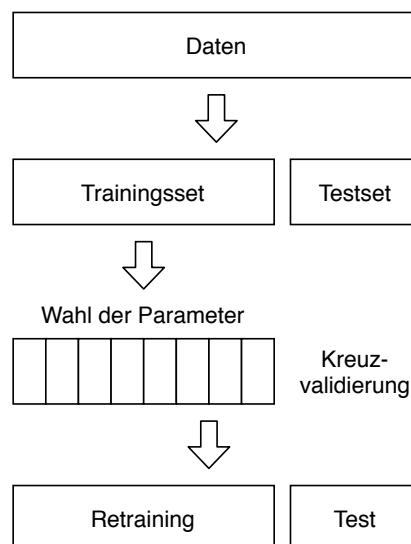 Daten
Trainingsset
Testset
Wahl der Parameter
Kreuz-
validierung
Retraining
Test